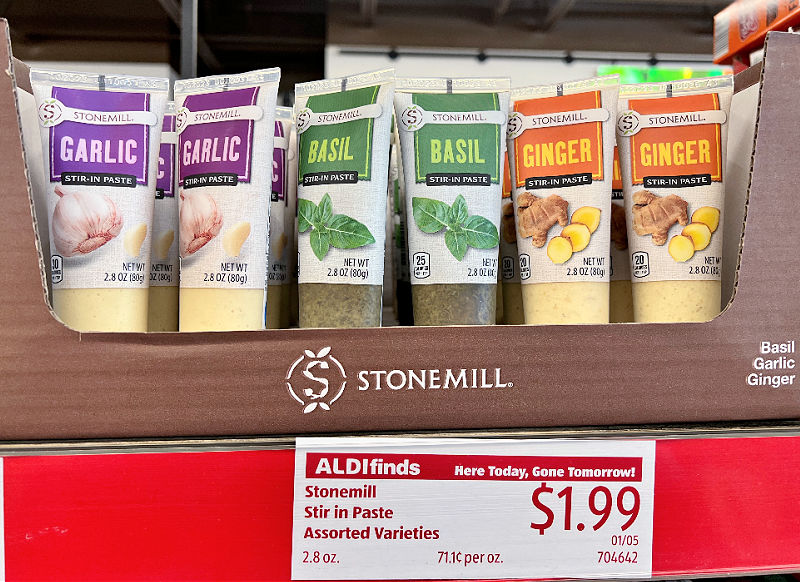 STONEMILL.
GARLIC
STIR-IN PASTE
NET WT
2.8 OZ (80g)
STONEMILL.
GARLIC
STIR-IN PASTE
NET WT
2.8 OZ (80g)
STONEMILL.
BASIL
STIR-IN PASTE
NET WT
2.8 OZ (80g)
STONEMILL.
BASIL
STIR-IN PASTE
25
NET WT
2.8 OZ (80g)
STONEMILL.
GINGER
STIR-IN PASTE
20
NET WT
2.8 OZ (80g)
STONEMILL.
GINGER
STIR-IN PASTE
20
NET WT
2.8 OZ (80g)
S STONEMILL®
Basil
Garlic
Ginger
ALDIfinds Here Today, Gone Tomorrow!
Stonemill
Stir in Paste
Assorted Varieties
$1.99
01/05
2.8 oz. 71.1¢ per oz. 704642